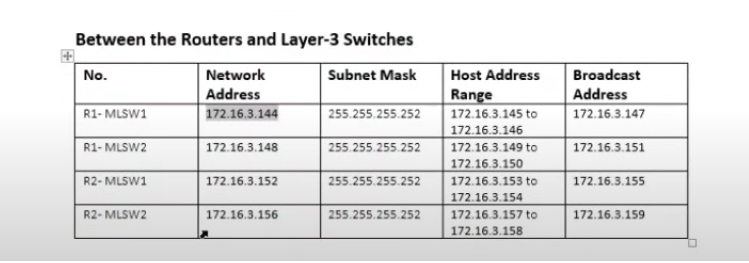 Between the Routers and Layer-3 Switches
No. Network Address Subnet Mask Host Address Range Broadcast Address
R1- MLSW1 172.16.3.144 255.255.255.252 172.16.3.145 to 172.16.3.146 172.16.3.147
R1- MLSW2 172.16.3.148 255.255.255.252 172.16.3.149 to 172.16.3.150 172.16.3.151
R2- MLSW1 172.16.3.152 255.255.255.252 172.16.3.153 to 172.16.3.154 172.16.3.155
R2- MLSW2 172.16.3.156 255.255.255.252 172.16.3.157 to 172.16.3.158 172.16.3.159